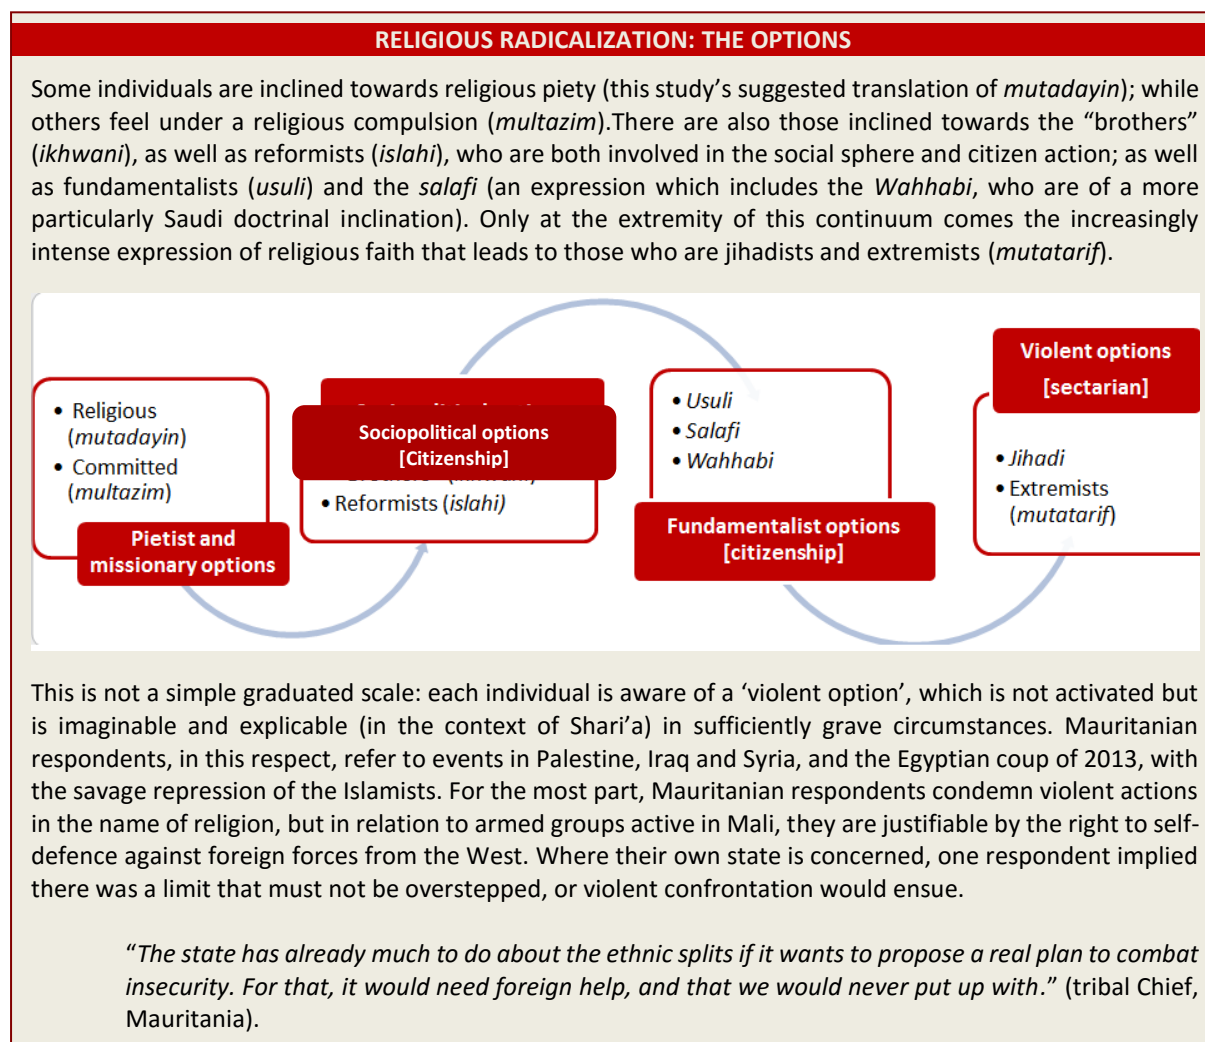 RELIGIOUS RADICALIZATION: THE OPTIONS
Some individuals are inclined towards religious piety (this study’s suggested translation of mutadayin); while
others feel under a religious compulsion (multazim).There are also those inclined towards the “brothers”
(ikhwani), as well as reformists (islahi), who are both involved in the social sphere and citizen action; as well
as fundamentalists (usuli) and the salafi (an expression which includes the Wahhabi, who are of a more
particularly Saudi doctrinal inclination). Only at the extremity of this continuum comes the increasingly
intense expression of religious faith that leads to those who are jihadists and extremists (mutatarif).
• Religious
(mutadayin)
• Committed
(multazim)
Pietist and
missionary options
Sociopolitical options
[Citizenship]
• Reformists (islahi)
• Usuli
• Salafi
• Wahhabi
Fundamentalist options
[citizenship]
Violent options
[sectarian]
• Jihadi
• Extremists
(mutatarif)
This is not a simple graduated scale: each individual is aware of a ‘violent option’, which is not activated but
is imaginable and explicable (in the context of Shari’a) in sufficiently grave circumstances. Mauritanian
respondents, in this respect, refer to events in Palestine, Iraq and Syria, and the Egyptian coup of 2013, with
the savage repression of the Islamists. For the most part, Mauritanian respondents condemn violent actions
in the name of religion, but in relation to armed groups active in Mali, they are justifiable by the right to self-
defence against foreign forces from the West. Where their own state is concerned, one respondent implied
there was a limit that must not be overstepped, or violent confrontation would ensue.
“The state has already much to do about the ethnic splits if it wants to propose a real plan to combat
insecurity. For that, it would need foreign help, and that we would never put up with.” (tribal Chief,
Mauritania).